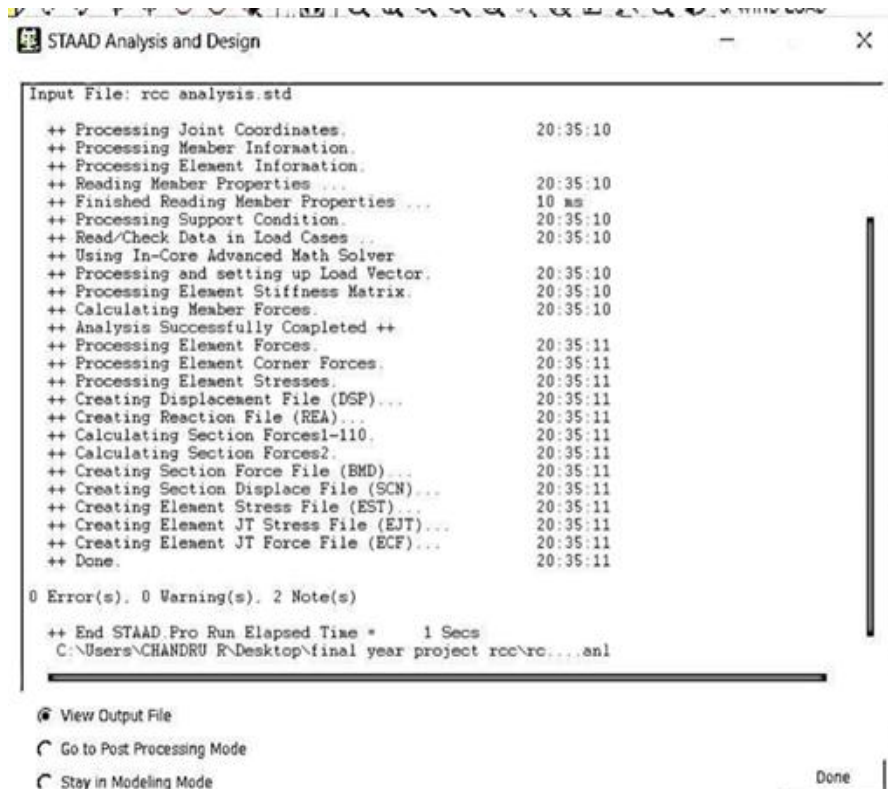 WIND LOAD
STAAD Analysis and Design
Input File: rcc analysis.std
++ Processing Joint Coordinates. 20:35:10
++ Processing Member Information.
++ Processing Element Information.
++ Reading Member Properties ... 20:35:10
++ Finished Reading Member Properties ... 10 ms
++ Processing Support Condition. 20:35:10
++ Read/Check Data in Load Cases .. 20:35:10
++ Using In-Core Advanced Math Solver
++ Processing and setting up Load Vector. 20:35:10
++ Processing Element Stiffness Matrix. 20:35:10
++ Calculating Member Forces. 20:35:10
++ Analysis Successfully Completed ++
++ Processing Element Forces. 20:35:11
++ Processing Element Corner Forces. 20:35:11
++ Processing Element Stresses. 20:35:11
++ Creating Displacement File (DSP)... 20:35:11
++ Creating Reaction File (REA)... 20:35:11
++ Calculating Section Forces1-110. 20:35:11
++ Calculating Section Forces2. 20:35:11
++ Creating Section Force File (BMD)... 20:35:11
++ Creating Section Displace File (SCN)... 20:35:11
++ Creating Element Stress File (EST)... 20:35:11
++ Creating Element JT Stress File (EJT)... 20:35:11
++ Creating Element JT Force File (ECF)... 20:35:11
++ Done. 20:35:11
0 Error(s), 0 Warning(s), 2 Note(s)
++ End STAAD.Pro Run Elapsed Time = 1 Secs
C:\Users\CHANDRU R\Desktop\final year project rcc\rc....anl
View Output File
Go to Post Processing Mode
Stay in Modeling Mode
Done